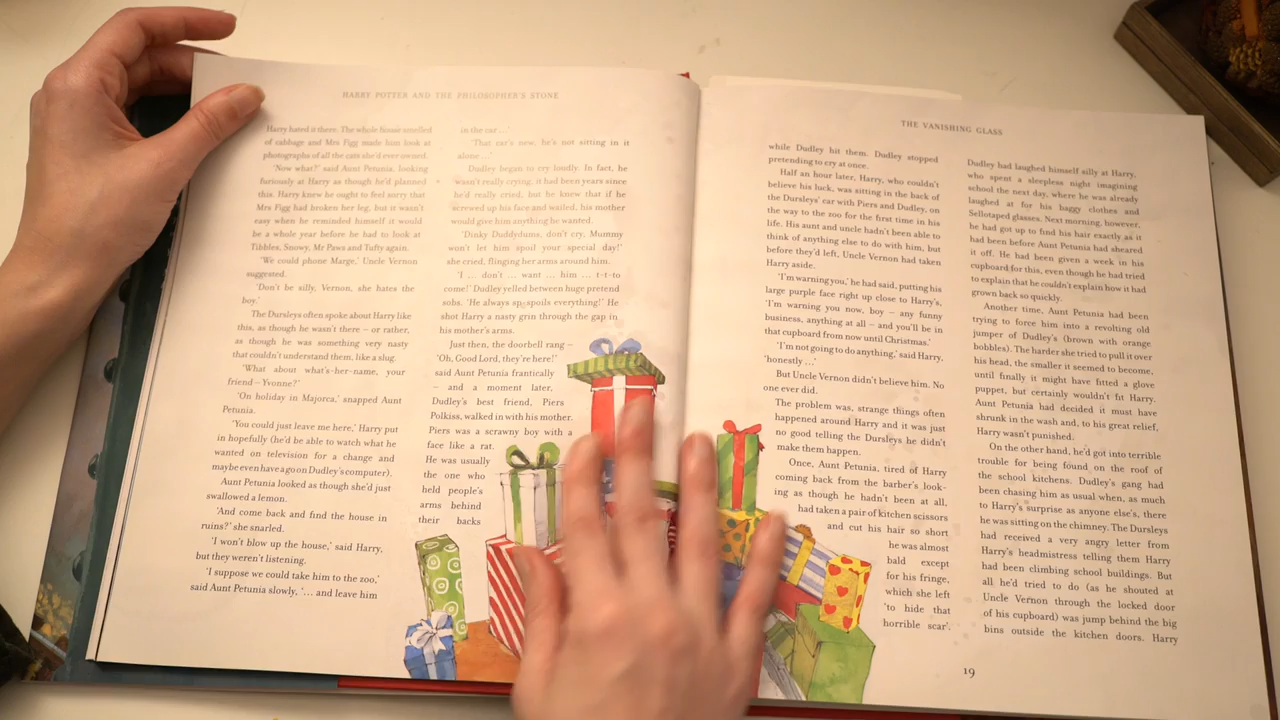 HARRY POTTER AND THE PHILOSOPHER'S STONE
Harry hated it there. The whole house smelled
of cabbage and Mrs Figg made him look at
photographs of all the cats she'd ever owned.
'Now what?' said Aunt Petunia, looking
furiously at Harry as though he'd planned
this. Harry knew he ought to feel sorry that
Mrs Figg had broken her leg, but it wasn't
easy when he reminded himself it would
be a whole year before he had to look at
Tibbles, Snowy, Mr Paws and Tufty again.
'We could phone Marge,' Uncle Vernon
suggested.
'Don't be silly, Vernon, she hates the
boy.'
The Dursleys often spoke about Harry like
this, as though he wasn't there – or rather,
as though he was something very nasty
that couldn't understand them, like a slug.
'What about what's-her-name, your
friend – Yvonne?'
'On holiday in Majorca,' snapped Aunt
Petunia.
'You could just leave me here,' Harry put
in hopefully (he'd be able to watch what he
wanted on television for a change and
maybe even have a go on Dudley's computer).
Aunt Petunia looked as though she'd just
swallowed a lemon.
'And come back and find the house in
ruins?' she snarled.
'I won't blow up the house,' said Harry,
but they weren't listening.
'I suppose we could take him to the zoo,'
said Aunt Petunia slowly, '... and leave him
in the car ...'
'That car's new, he's not sitting in it
alone ...'
Dudley began to cry loudly. In fact, he
wasn't really crying, it had been years since
he'd really cried, but he knew that if he
screwed up his face and wailed, his mother
would give him anything he wanted.
'Dinky Duddydums, don't cry, Mummy
won't let him spoil your special day!'
she cried, flinging her arms around him.
'I ... don't ... want ... him ... t-t-to
come!' Dudley yelled between huge pretend
sobs. 'He always sp-spoils everything!' He
shot Harry a nasty grin through the gap in
his mother's arms.
Just then, the doorbell rang –
'Oh, Good Lord, they're here!'
said Aunt Petunia frantically
– and a moment later,
Dudley's best friend, Piers
Polkiss, walked in with his mother.
Piers was a scrawny boy with a
face like a rat.
He was usually
the one who
held people's
arms behind
their backs
THE VANISHING GLASS
while Dudley hit them. Dudley stopped
pretending to cry at once.
Half an hour later, Harry, who couldn't
believe his luck, was sitting in the back of
the Dursleys' car with Piers and Dudley, on
the way to the zoo for the first time in his
life. His aunt and uncle hadn't been able to
think of anything else to do with him, but
before they'd left, Uncle Vernon had taken
Harry aside.
'I'm warning you,' he had said, putting his
large purple face right up close to Harry's,
'I'm warning you now, boy – any funny
business, anything at all – and you'll be in
that cupboard from now until Christmas.'
'I'm not going to do anything,' said Harry,
'honestly ...'
But Uncle Vernon didn't believe him. No
one ever did.
The problem was, strange things often
happened around Harry and it was just
no good telling the Dursleys he didn't
make them happen.
Once, Aunt Petunia, tired of Harry
coming back from the barber's look-
ing as though he hadn't been at all,
had taken a pair of kitchen scissors
and cut his hair so short
he was almost
bald except
for his fringe,
which she left
'to hide that
horrible scar'.
Dudley had laughed himself silly at Harry,
who spent a sleepless night imagining
school the next day, where he was already
laughed at for his baggy clothes and
Sellotaped glasses. Next morning, however,
he had got up to find his hair exactly as it
had been before Aunt Petunia had sheared
it off. He had been given a week in his
cupboard for this, even though he had tried
to explain that he couldn't explain how it had
grown back so quickly.
Another time, Aunt Petunia had been
trying to force him into a revolting old
jumper of Dudley's (brown with orange
bobbles). The harder she tried to pull it over
his head, the smaller it seemed to become,
until finally it might have fitted a glove
puppet, but certainly wouldn't fit Harry.
Aunt Petunia had decided it must have
shrunk in the wash and, to his great relief,
Harry wasn't punished.
On the other hand, he'd got into terrible
trouble for being found on the roof of
the school kitchens. Dudley's gang had
been chasing him as usual when, as much
to Harry's surprise as anyone else's, there
he was sitting on the chimney. The Dursleys
had received a very angry letter from
Harry's headmistress telling them Harry
had been climbing school buildings. But
all he'd tried to do (as he shouted at
Uncle Vernon through the locked door
of his cupboard) was jump behind the big
bins outside the kitchen doors. Harry
19